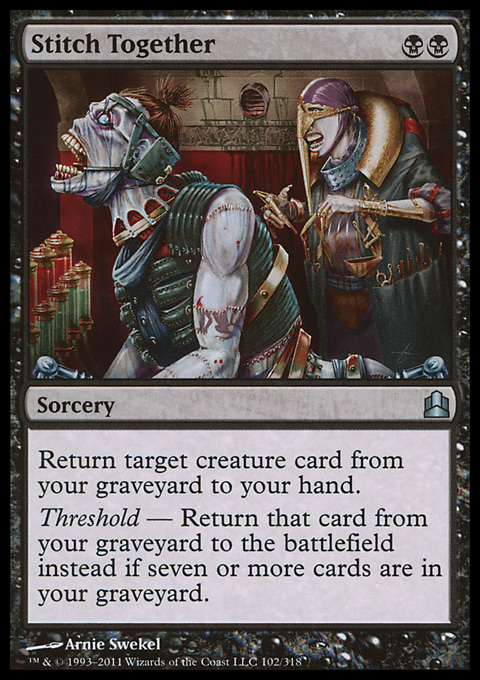 Stitch Together
Sorcery
Return target creature card from
your graveyard to your hand.
Threshold — Return that card from
your graveyard to the battlefield
instead if seven or more cards are in
your graveyard.
Arnie Swekel
™ & © 1993–2011 Wizards of the Coast LLC 102/318